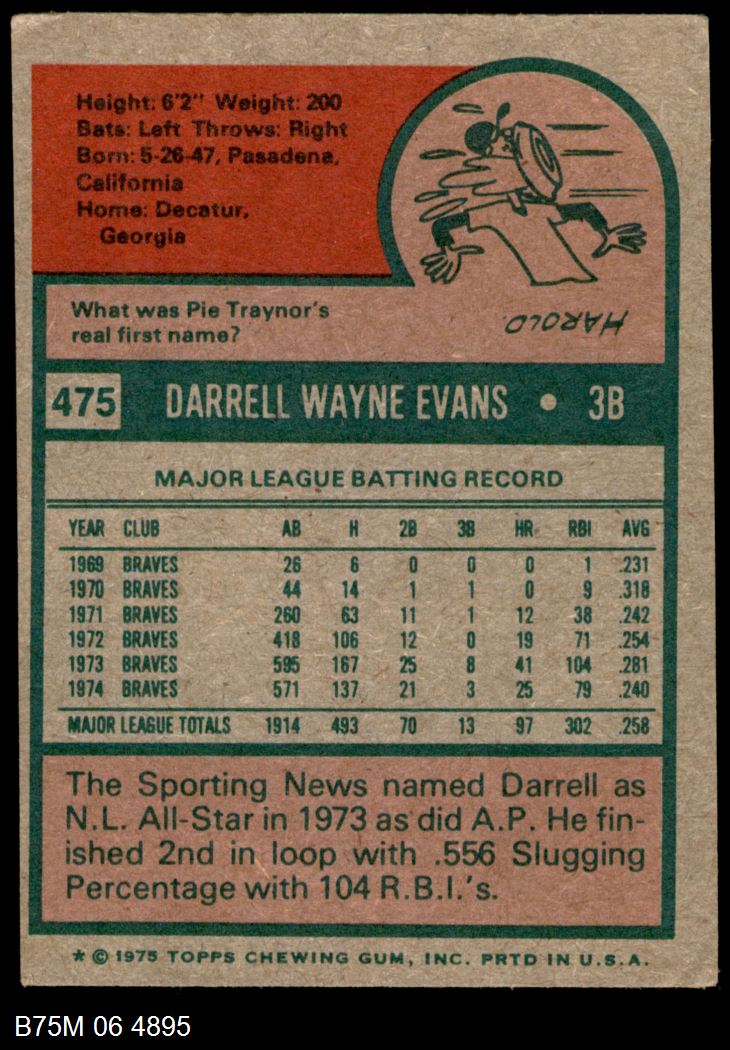 Height: 6'2" Weight: 200
Bats: Left Throws: Right
Born: 5-26-47, Pasadena,
California
Home: Decatur,
Georgia
What was Pie Traynor's
real first name?
HAROLD.
475 DARRELL WAYNE EVANS • 3B
MAJOR LEAGUE BATTING RECORD
YEAR CLUB AB H 2B 3B HR RBI AVG
1969 BRAVES 26 6 0 0 0 1 .231
1970 BRAVES 44 14 1 1 0 9 .318
1971 BRAVES 260 63 11 1 12 38 .242
1972 BRAVES 418 106 12 0 19 71 .254
1973 BRAVES 595 167 25 8 41 104 .281
1974 BRAVES 571 137 21 3 25 79 .240
MAJOR LEAGUE TOTALS 1914 493 70 13 97 302 .258
The Sporting News named Darrell as
N.L. All-Star in 1973 as did A.P. He fin-
ished 2nd in loop with .556 Slugging
Percentage with 104 R.B.I.'s.
* © 1975 TOPPS CHEWING GUM, INC. PRTD IN U.S.A.
B75M 06 4895